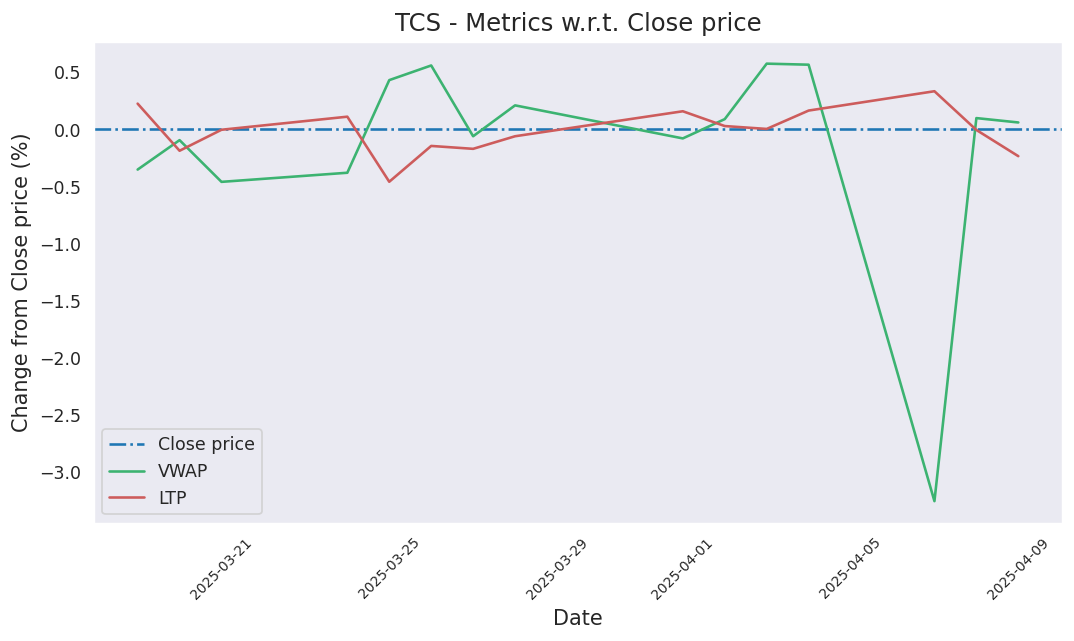 TCS - Metrics w.r.t. Close price
Change from Close price (%)
0.5
0.0
−0.5
−1.0
−1.5
−2.0
−2.5
−3.0
Close price
VWAP
LTP
2025-03-21
2025-03-25
2025-03-29
2025-04-01
2025-04-05
2025-04-09
Date